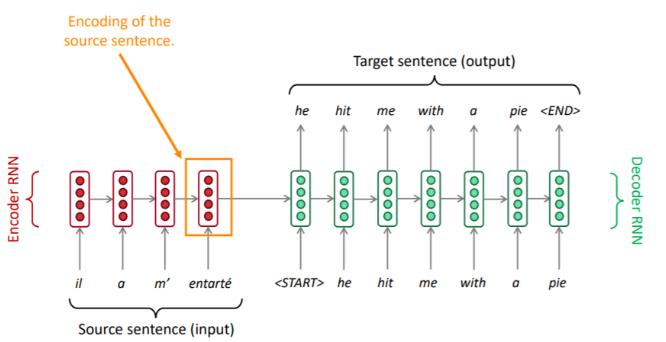 Encoding of the
source sentence.
Target sentence (output)
he hit me with a pie <END>
Encoder RNN
Decoder RNN
il a m’ entarté
<START> he hit me with a pie
Source sentence (input)